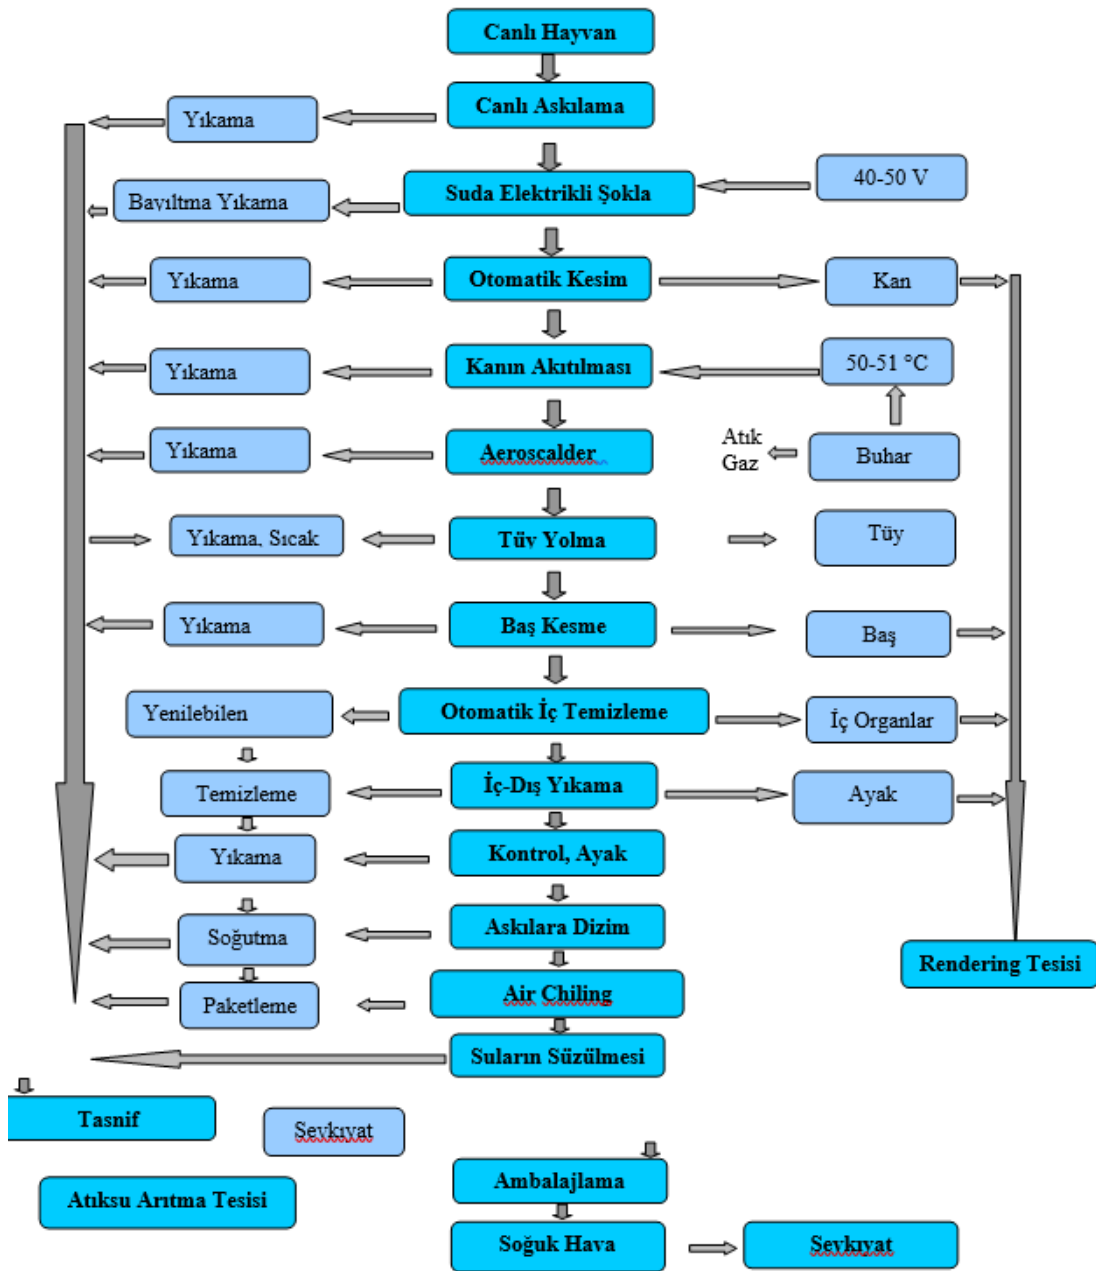 Canlı Hayvan
Canlı Askılama
Yıkama
Suda Elektrikli Şokla
40-50 V
Bayıltma Yıkama
Otomatik Kesim
Yıkama
Kan
Kanın Akıtılması
Yıkama
50-51 °C
Aeroscalder
Yıkama
Atık
Gaz
Buhar
Tüy Yolma
Yıkama, Sıcak
Tüy
Baş Kesme
Yıkama
Baş
Otomatik İç Temizleme
Yenilebilen
İç Organlar
İç-Dış Yıkama
Temizleme
Ayak
Kontrol, Ayak
Yıkama
Askılara Dizim
Soğutma
Rendering Tesisi
Air Chiling
Paketleme
Suların Süzülmesi
Tasnif
Sevkıyat
Atıksu Arıtma Tesisi
Ambalajlama
Soğuk Hava
Sevkıyat